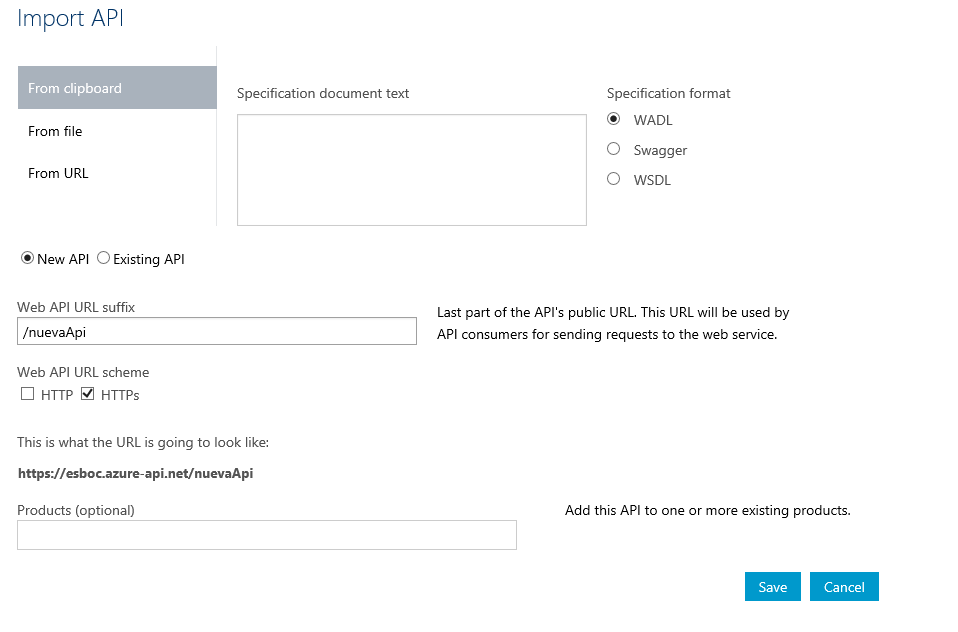 Import API
From clipboard
From file
From URL
Specification document text
Specification format
WADL
Swagger
WSDL
New API Existing API
Web API URL suffix
/nuevaApi
Last part of the API's public URL. This URL will be used by
API consumers for sending requests to the web service.
Web API URL scheme
HTTP HTTPs
This is what the URL is going to look like:
https://esboc.azure-api.net/nuevaApi
Products (optional)
Add this API to one or more existing products.
Save Cancel